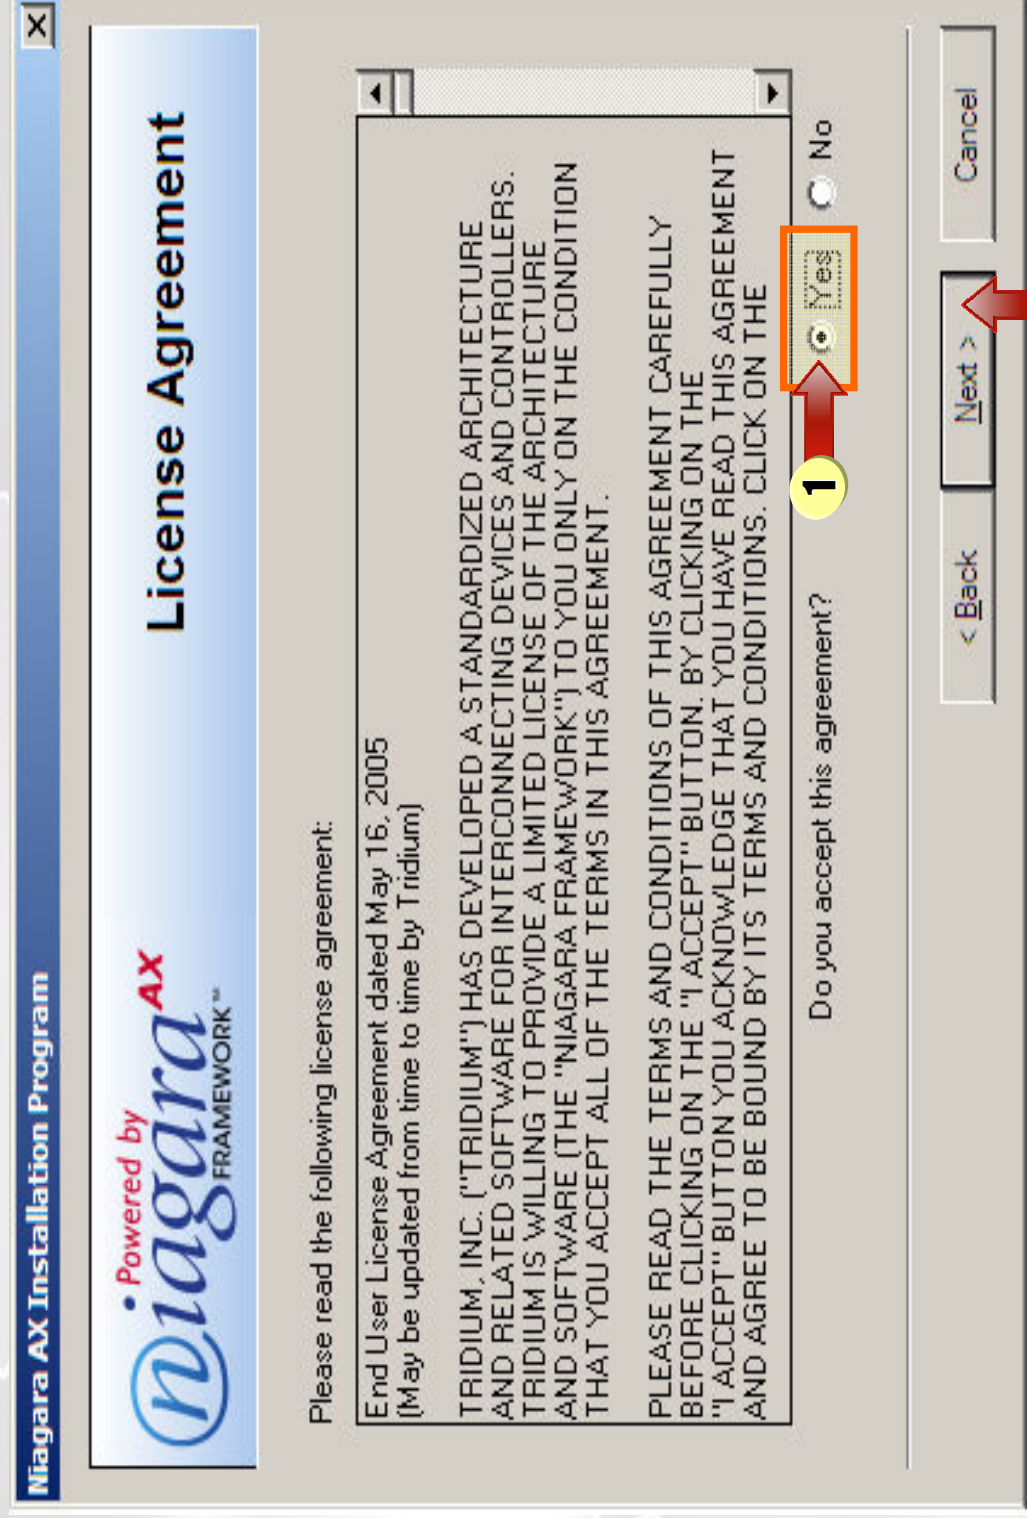 Niagara AX Installation Program
Powered by
niagara AX
FRAMEWORK™
License Agreement
Please read the following license agreement:
End User License Agreement dated May 16, 2005
(May be updated from time to time by Tridium)
TRIDIUM, INC. ("TRIDIUM") HAS DEVELOPED A STANDARDIZED ARCHITECTURE
AND RELATED SOFTWARE FOR INTERCONNECTING DEVICES AND CONTROLLERS.
TRIDIUM IS WILLING TO PROVIDE A LIMITED LICENSE OF THE ARCHITECTURE
AND SOFTWARE (THE "NIAGARA FRAMEWORK") TO YOU ONLY ON THE CONDITION
THAT YOU ACCEPT ALL OF THE TERMS IN THIS AGREEMENT.
PLEASE READ THE TERMS AND CONDITIONS OF THIS AGREEMENT CAREFULLY
BEFORE CLICKING ON THE "I ACCEPT" BUTTON. BY CLICKING ON THE
"I ACCEPT" BUTTON YOU ACKNOWLEDGE THAT YOU HAVE READ THIS AGREEMENT
AND AGREE TO BE BOUND BY ITS TERMS AND CONDITIONS. CLICK ON THE
Do you accept this agreement? 1 Yes No
< Back Next > Cancel